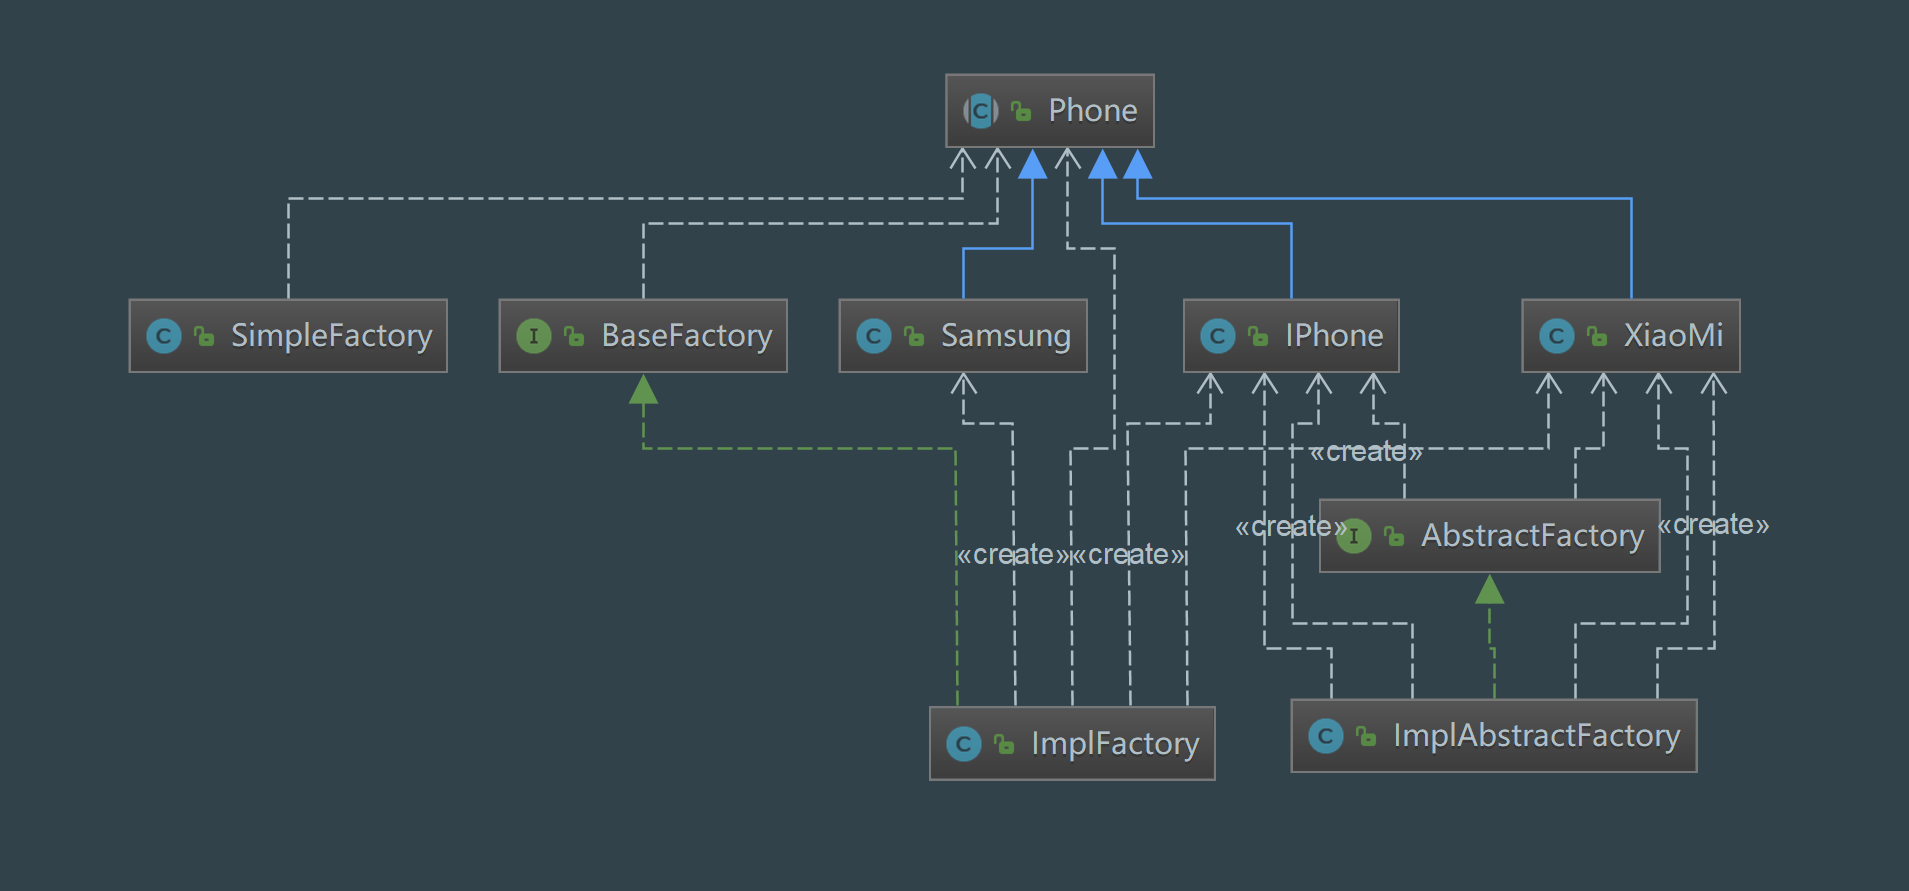 C Phone
C SimpleFactory
I BaseFactory
C Samsung
C IPhone
C XiaoMi
«create»
«create»
I AbstractFactory
«create»
«create»
«create»
C ImplFactory
C ImplAbstractFactory